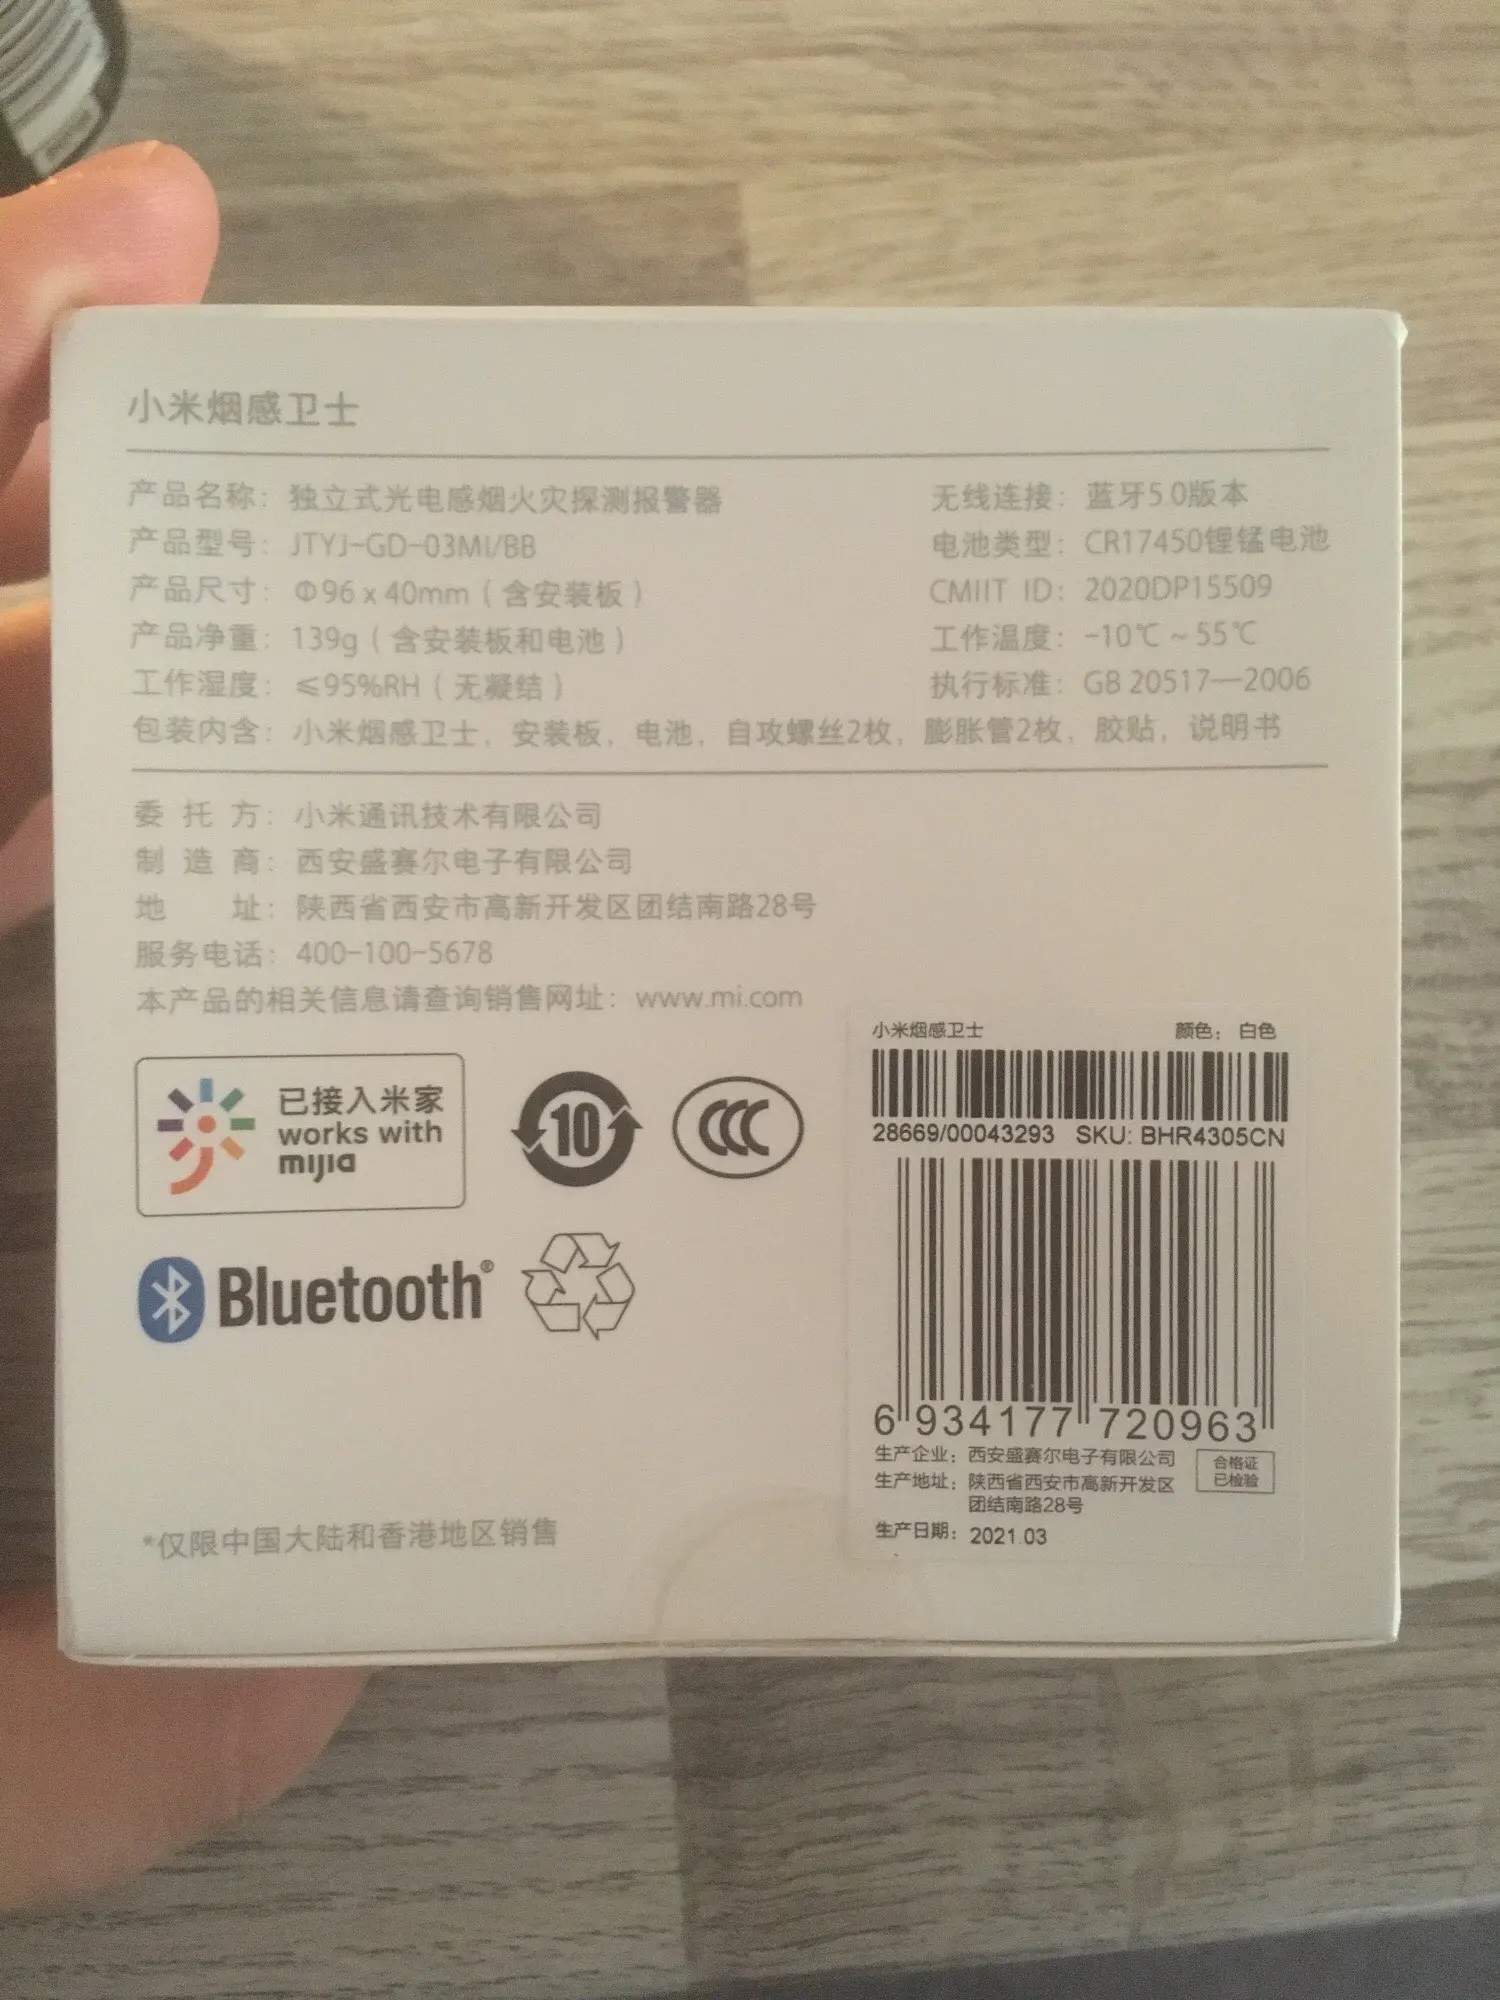 小米烟感卫士
产品名称：独立式光电感烟火灾探测报警器
无线连接：蓝牙5.0版本
产品型号：JTYJ-GD-03MI/BB
电池类型：CR17450锂锰电池
产品尺寸：Φ96 x 40mm（含安装板）
CMIIT ID：2020DP15509
产品净重：139g（含安装板和电池）
工作温度：-10℃～55℃
工作湿度：≤95%RH（无凝结）
执行标准：GB 20517—2006
包装内含：小米烟感卫士，安装板，电池，自攻螺丝2枚，膨胀管2枚，胶贴，说明书
委托方：小米通讯技术有限公司
制造商：西安盛赛尔电子有限公司
地址：陕西省西安市高新开发区团结南路28号
服务电话：400-100-5678
本产品的相关信息请查询销售网址：www.mi.com
已接入米家
works with
mijia
10
CCC
Bluetooth®
*仅限中国大陆和香港地区销售
小米烟感卫士 颜色：白色
28669/00043293 SKU: BHR4305CN
6 934177 720963
生产企业：西安盛赛尔电子有限公司
生产地址：陕西省西安市高新开发区
团结南路28号
合格证
已检验
生产日期：2021.03